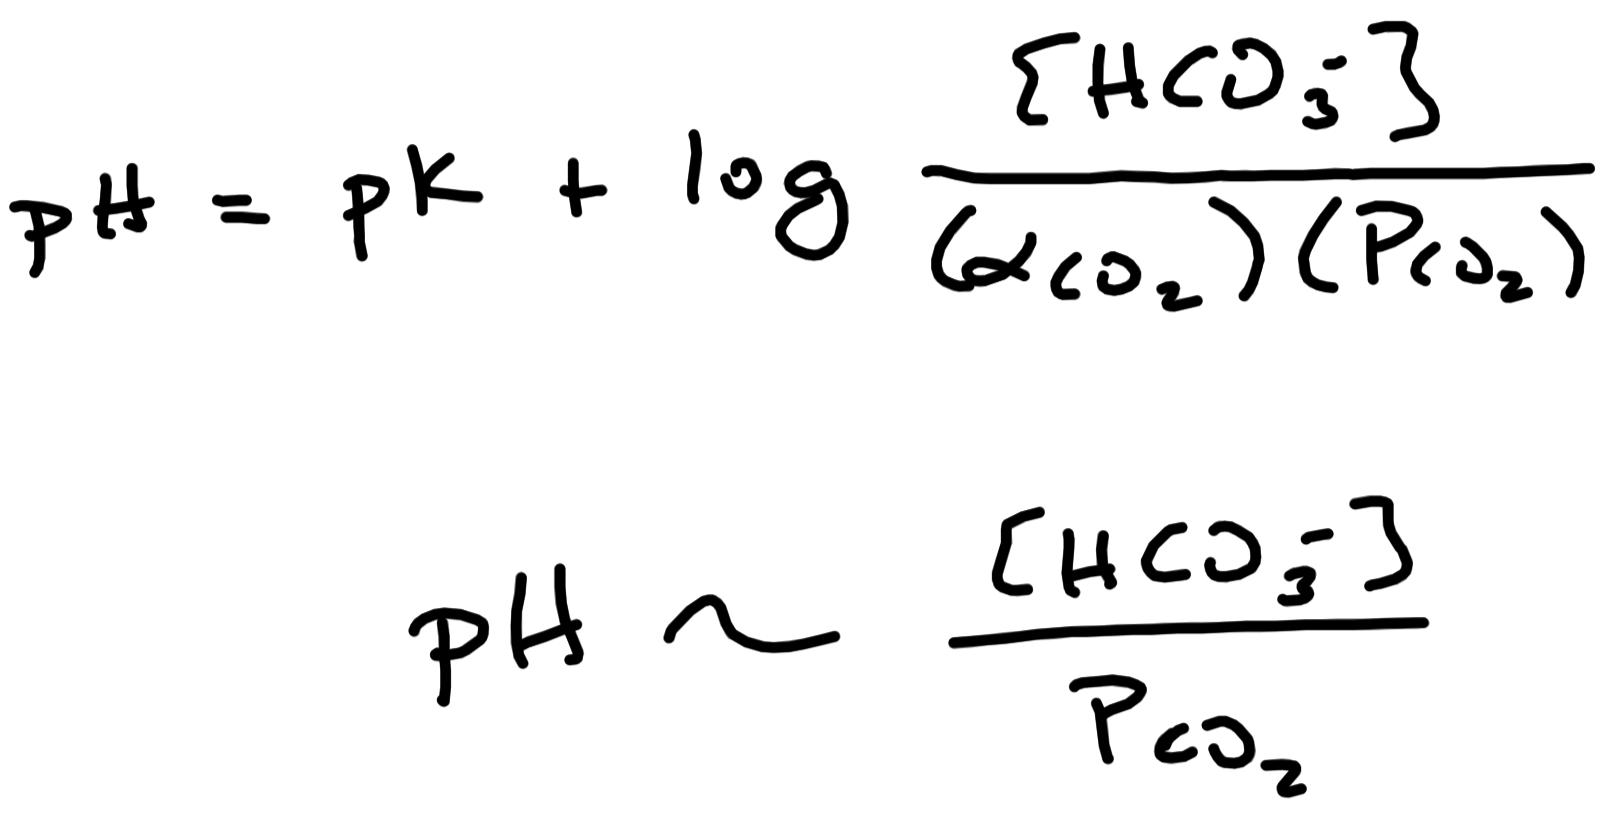 pH = pK + log [HCO₃⁻] / (αCO₂)(PCO₂)
pH ~ [HCO₃⁻] / PCO₂